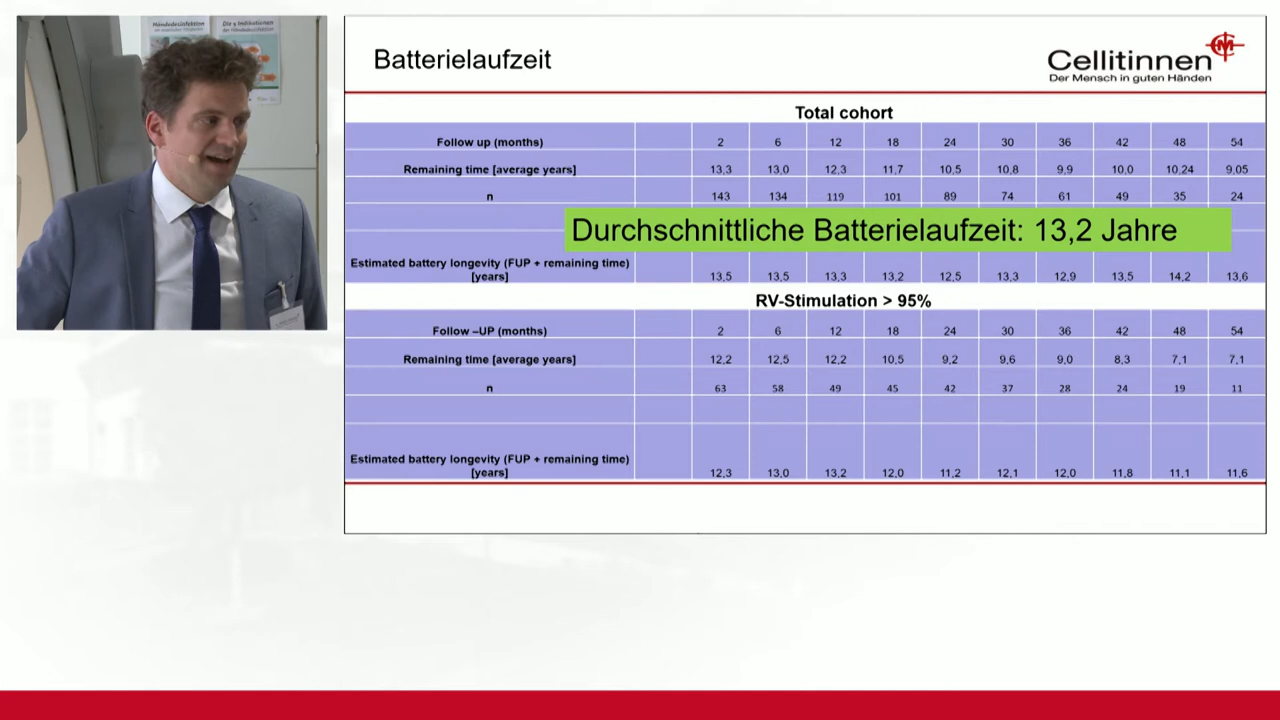 Händedesinfektion
Die 5 Indikationen
der Händedesinfektion
Batterielaufzeit
Cellitinnen
Der Mensch in guten Händen
Total cohort
Follow up (months) 2 6 12 18 24 30 36 42 48 54
Remaining time [average years] 13,3 13,0 12,3 11,7 10,5 10,8 9,9 10,0 10,24 9,05
n 143 134 119 101 89 74 61 49 35 24
Durchschnittliche Batterielaufzeit: 13,2 Jahre
Estimated battery longevity (FUP + remaining time)
[years] 13,5 13,5 13,3 13,2 12,5 13,3 12,9 13,5 14,2 13,6
RV-Stimulation > 95%
Follow –UP (months) 2 6 12 18 24 30 36 42 48 54
Remaining time [average years] 12,2 12,5 12,2 10,5 9,2 9,6 9,0 8,3 7,1 7,1
n 63 58 49 45 42 37 28 24 19 11
Estimated battery longevity (FUP + remaining time)
[years] 12,3 13,0 13,2 12,0 11,2 12,1 12,0 11,8 11,1 11,6